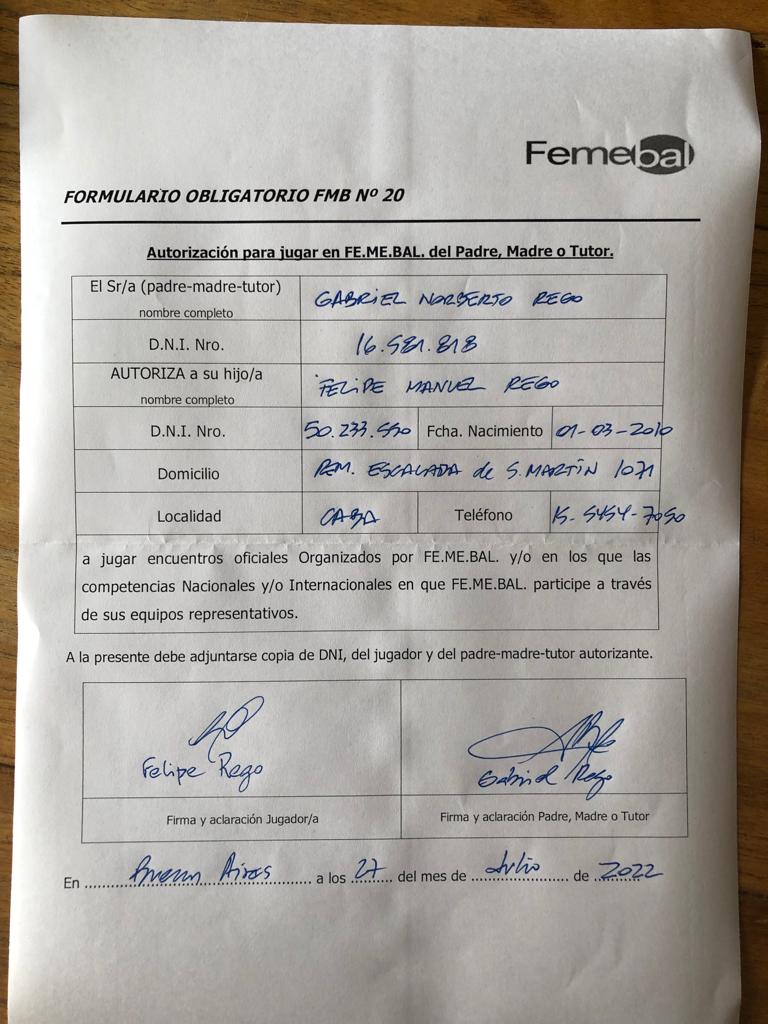 Femebal
FORMULARIO OBLIGATORIO FMB Nº 20
Autorización para jugar en FE.ME.BAL. del Padre, Madre o Tutor.
El Sr/a (padre-madre-tutor) nombre completo GABRIEL NORBERTO REGO
D.N.I. Nro. 16.581.818
AUTORIZA a su hijo/a nombre completo FELIPE MANUEL REGO
D.N.I. Nro. 50.233.550 Fcha. Nacimiento 01-03-2010
Domicilio REM. ESCALADA de S. MARTÍN 1071
Localidad CABA Teléfono 15-5454-7050
a jugar encuentros oficiales Organizados por FE.ME.BAL. y/o en los que las
competencias Nacionales y/o Internacionales en que FE.ME.BAL. participe a través
de sus equipos representativos.
A la presente debe adjuntarse copia de DNI, del jugador y del padre-madre-tutor autorizante.
Felipe Rego Gabriel Rego
Firma y aclaración Jugador/a Firma y aclaración Padre, Madre o Tutor
En Buenos Aires a los 27 del mes de Julio de 2022